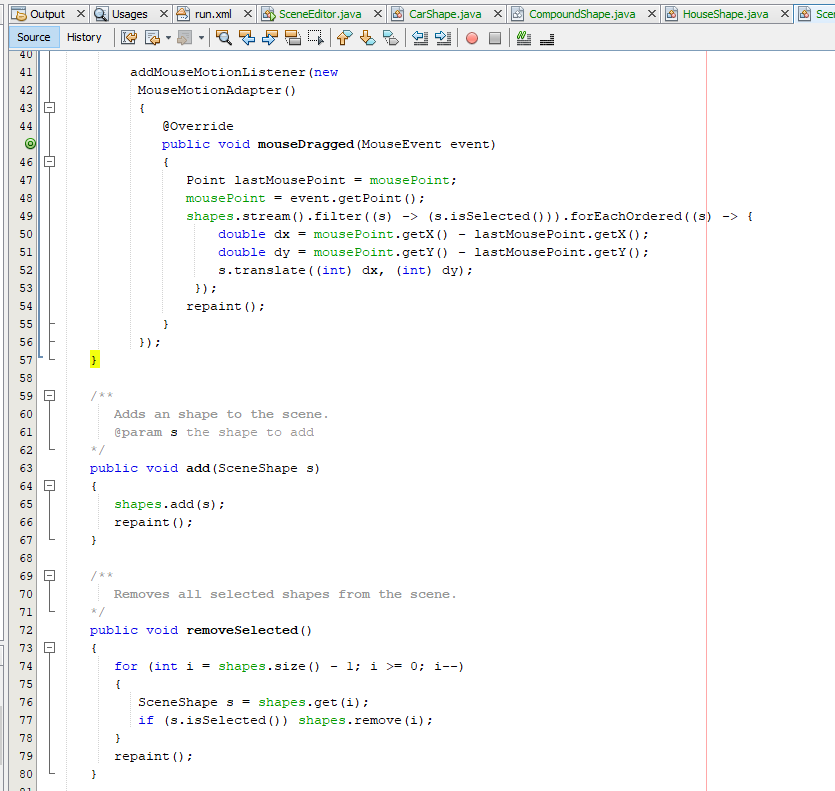 Output Usages run.xml SceneEditor.java CarShape.java CompoundShape.java HouseShape.java
Source History
40
41 addMouseMotionListener(new
42 MouseMotionAdapter()
43 {
44 @Override
public void mouseDragged(MouseEvent event)
46 {
47 Point lastMousePoint = mousePoint;
48 mousePoint = event.getPoint();
49 shapes.stream().filter((s) -> (s.isSelected())).forEachOrdered((s) -> {
50 double dx = mousePoint.getX() - lastMousePoint.getX();
51 double dy = mousePoint.getY() - lastMousePoint.getY();
52 s.translate((int) dx, (int) dy);
53 });
54 repaint();
55 }
56 });
57 }
58
59 /**
60 Adds an shape to the scene.
61 @param s the shape to add
62 */
63 public void add(SceneShape s)
64 {
65 shapes.add(s);
66 repaint();
67 }
68
69 /**
70 Removes all selected shapes from the scene.
71 */
72 public void removeSelected()
73 {
74 for (int i = shapes.size() - 1; i >= 0; i--)
75 {
76 SceneShape s = shapes.get(i);
77 if (s.isSelected()) shapes.remove(i);
78 }
79 repaint();
80 }